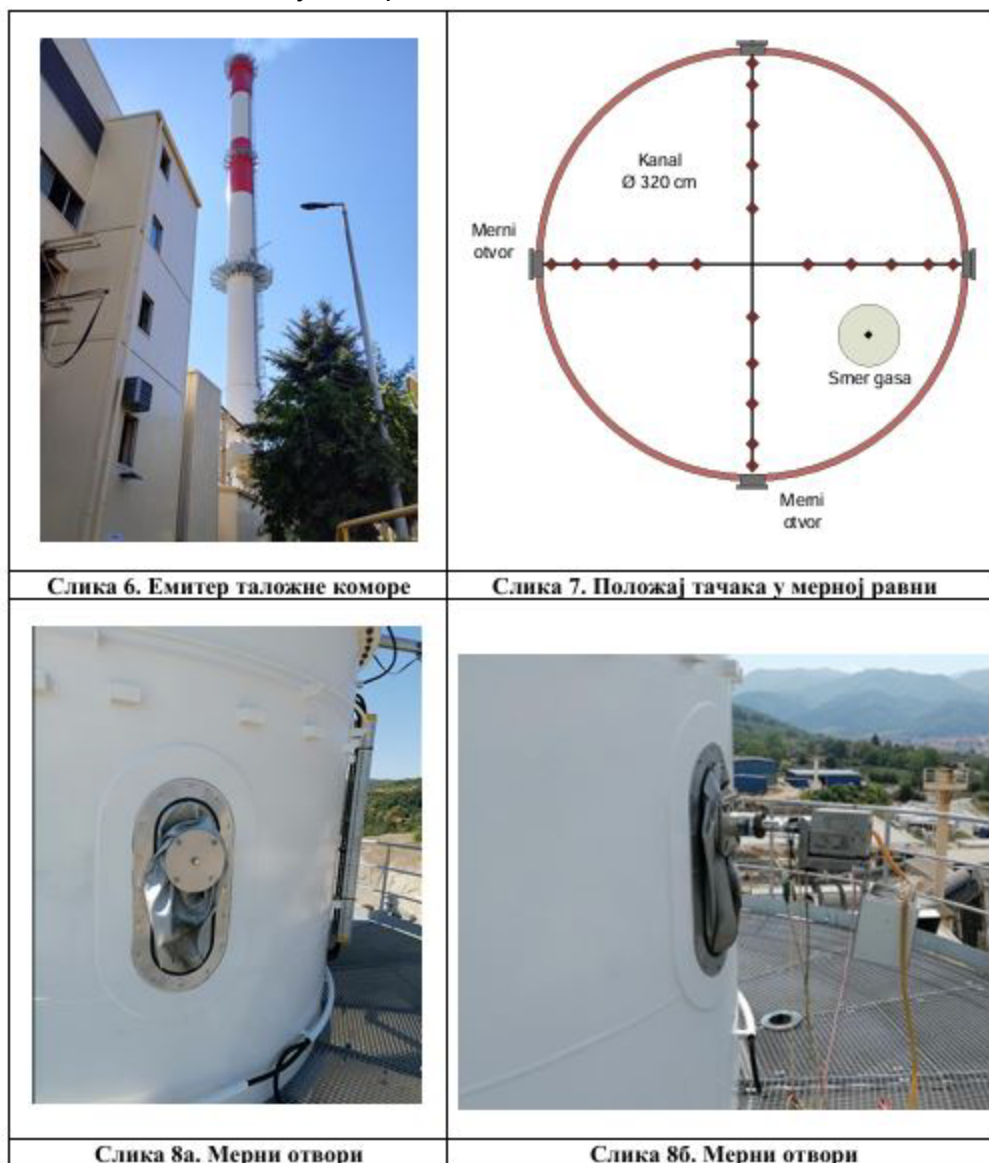 Kanal
Ø 320 cm
Merni
otvor
Smer gasa
Merni
otvor
Слика 6. Емитер таложне коморе
Слика 7. Положај тачака у мерној равни
Слика 8а. Мерни отвори
Слика 8б. Мерни отвори